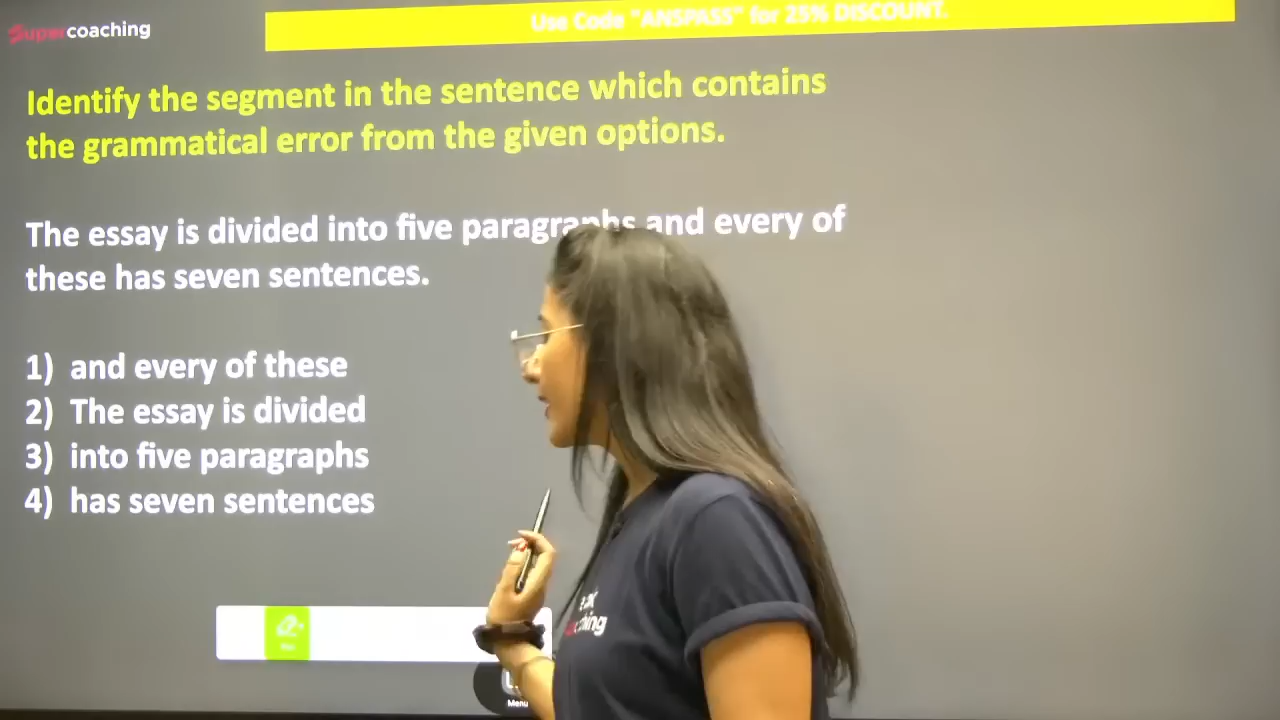 Supercoaching
Use Code "ANSPASS" for 25% DISCOUNT.
Identify the segment in the sentence which contains
the grammatical error from the given options.
The essay is divided into five paragraphs and every of
these has seven sentences.
1) and every of these
2) The essay is divided
3) into five paragraphs
4) has seven sentences
Menu